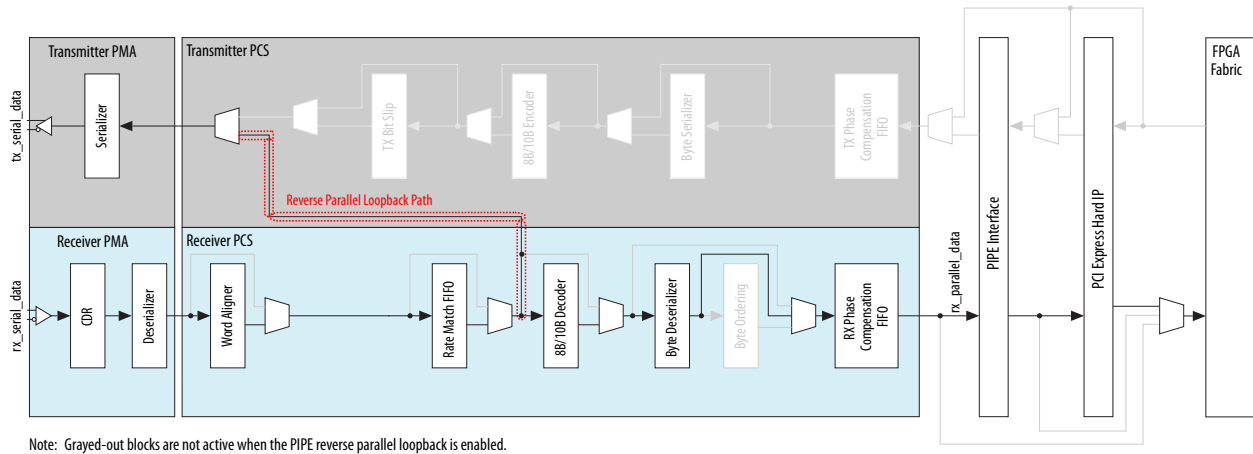 Transmitter PMA
Transmitter PCS
FPGA
Fabric
tx_serial_data
Serializer
TX Bit Slip
8B/10B Encoder
Byte Serializer
TX Phase
Compensation
FIFO
PIPE Interface
PCI Express Hard IP
Reverse Parallel Loopback Path
Receiver PMA
Receiver PCS
rx_serial_data
CDR
Deserializer
Word Aligner
Rate Match FIFO
8B/10B Decoder
Byte Deserializer
Byte Ordering
RX Phase
Compensation
FIFO
rx_parallel_data
Note: Grayed-out blocks are not active when the PIPE reverse parallel loopback is enabled.